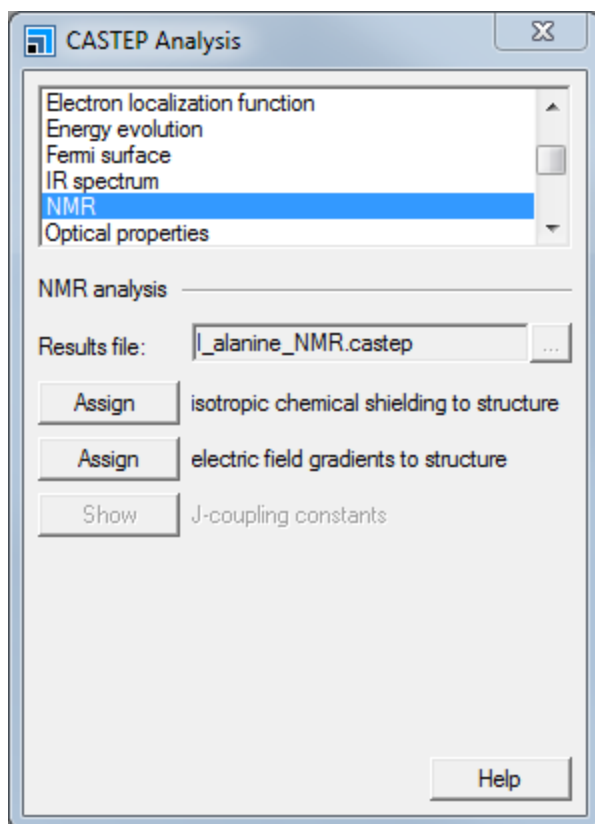 CASTEP Analysis
Electron localization function
Energy evolution
Fermi surface
IR spectrum
NMR
Optical properties
NMR analysis
Results file: l_alanine_NMR.castep ...
Assign isotropic chemical shielding to structure
Assign electric field gradients to structure
Show J-coupling constants
Help